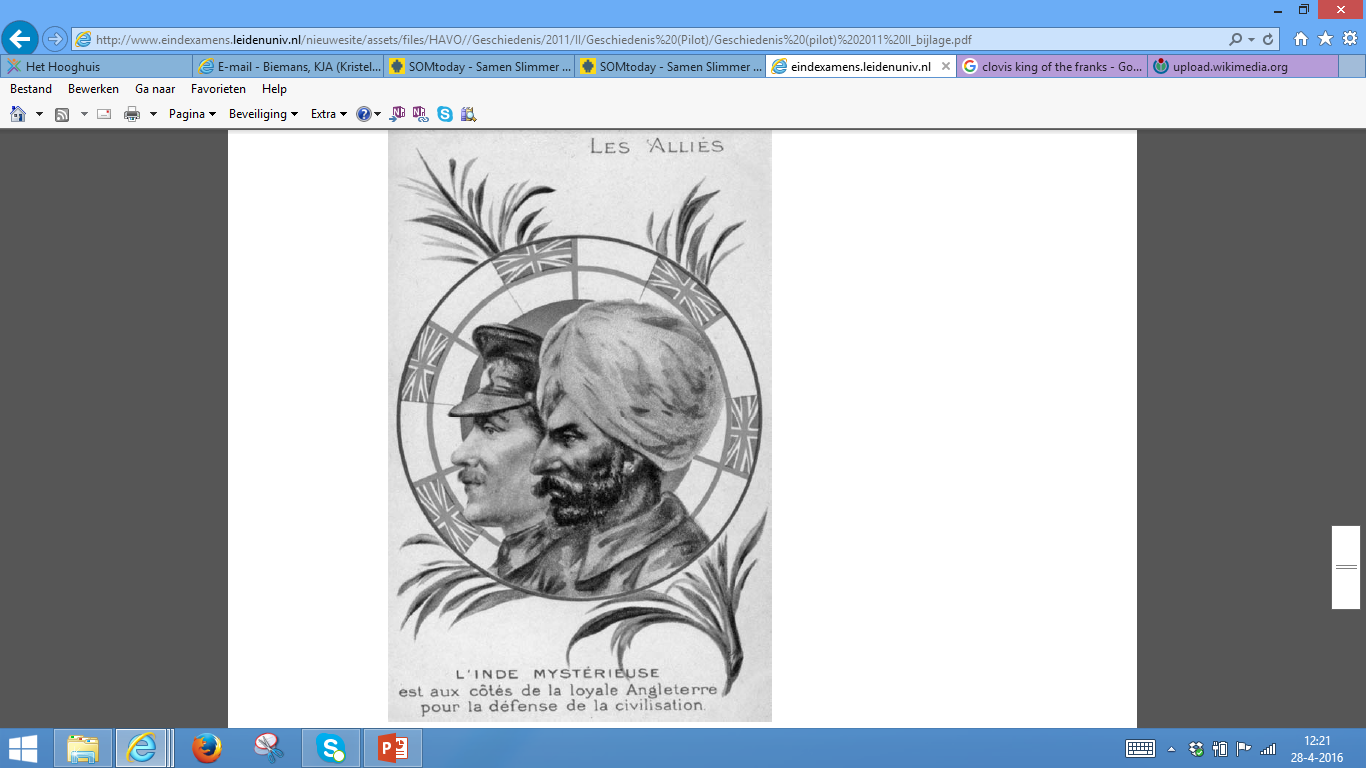 http://www.eindexamens.leidenuniv.nl/nieuwesite/assets/files/HAVO//Geschiedenis/2011/II/Geschiedenis%20(Pilot)/Geschiedenis%20(pilot)%202011%20II_bijlage.pdf
Het Hooghuis
E-mail - Biemans, KJA (Kristel...
SOMtoday - Samen Slimmer ...
SOMtoday - Samen Slimmer ...
eindexamens.leidenuniv.nl
clovis king of the franks - Go...
upload.wikimedia.org
Bestand Bewerken Ga naar Favorieten Help
Pagina Beveiliging Extra
LES ALLIÉS
L'INDE MYSTÉRIEUSE
est aux côtés de la loyale Angleterre
pour la défense de la civilisation.
12:21
28-4-2016